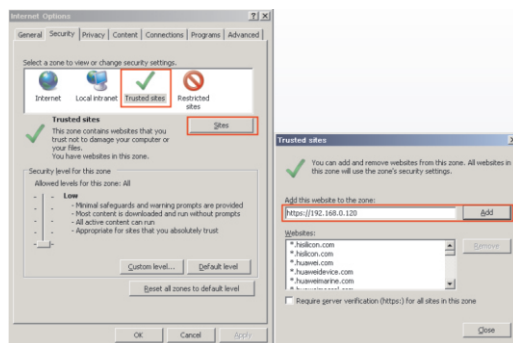 Internet Options
General Security Privacy Content Connections Programs Advanced
Select a zone to view or change security settings.
Internet Local intranet Trusted sites Restricted
sites
Trusted sites
This zone contains websites that you
trust not to damage your computer or
your files.
You have websites in this zone.
Sites
Security level for this zone
Allowed levels for this zone: All
Low
- Minimal safeguards and warning prompts are provided
- Most content is downloaded and run without prompts
- All active content can run
- Appropriate for sites that you absolutely trust
Custom level... Default level
Reset all zones to default level
OK Cancel Apply
Trusted sites
You can add and remove websites from this zone. All websites in
this zone will use the zone's security settings.
Add this website to the zone:
https://192.168.0.120 Add
Websites:
*.hisilicon.com
*.hsilicon.com
*.huawei.com
*.huaweidevice.com
*.huaweimarine.com
Remove
Require server verification (https:) for all sites in this zone
Close